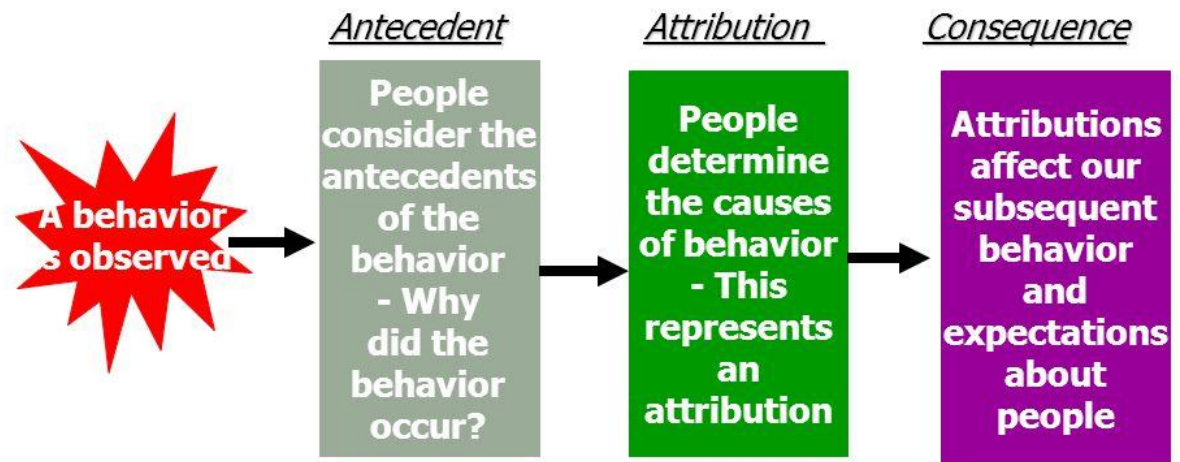 Antecedent
Attribution
Consequence
A behavior
is observed
People
consider the
antecedents
of the
behavior
- Why
did the
behavior
occur?
People
determine
the causes
of behavior
- This
represents
an
attribution
Attributions
affect our
subsequent
behavior
and
expectations
about
people